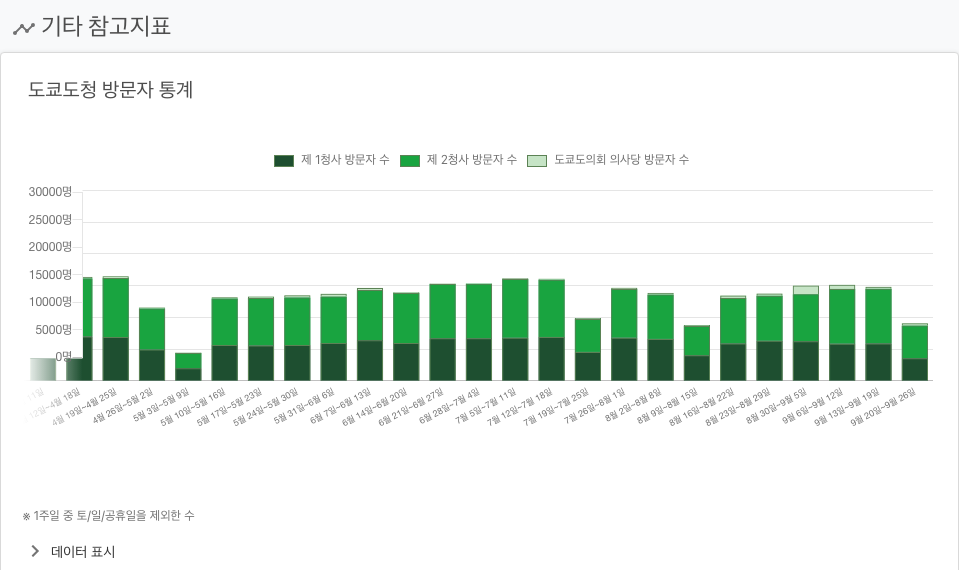 기타 참고지표
도쿄도청 방문자 통계
제 1청사 방문자 수 제 2청사 방문자 수 도쿄도의회 의사당 방문자 수
30000명
25000명
20000명
15000명
10000명
5000명
0명
4월 19일~4월 25일
4월 26일~5월 2일
5월 3일~5월 9일
5월 10일~5월 16일
5월 17일~5월 23일
5월 24일~5월 30일
5월 31일~6월 6일
6월 7일~6월 13일
6월 14일~6월 20일
6월 21일~6월 27일
6월 28일~7월 4일
7월 5일~7월 11일
7월 12일~7월 18일
7월 19일~7월 25일
7월 26일~8월 1일
8월 2일~8월 8일
8월 9일~8월 15일
8월 16일~8월 22일
8월 23일~8월 29일
8월 30일~9월 5일
9월 6일~9월 12일
9월 13일~9월 19일
9월 20일~9월 26일
※ 1주일 중 토/일/공휴일을 제외한 수
데이터 표시